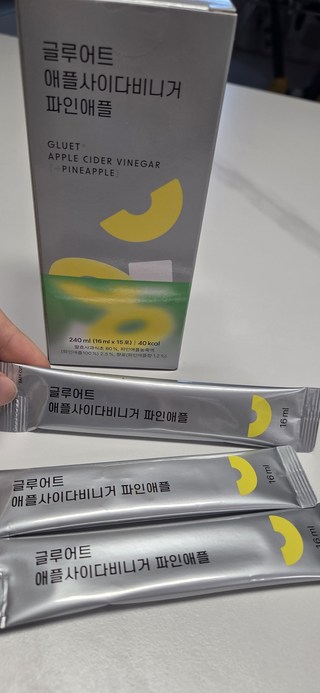 글루어트
애플사이다비니거
파인애플
GLUET
APPLE CIDER VINEGAR
PINEAPPLE
240 ml (16 ml x 15 포) | 40 kcal
글루어트
애플사이다비니거 파인애플
16 ml
글루어트
애플사이다비니거 파인애플
16 ml
글루어트
애플사이다비니거 파인애플
16 ml